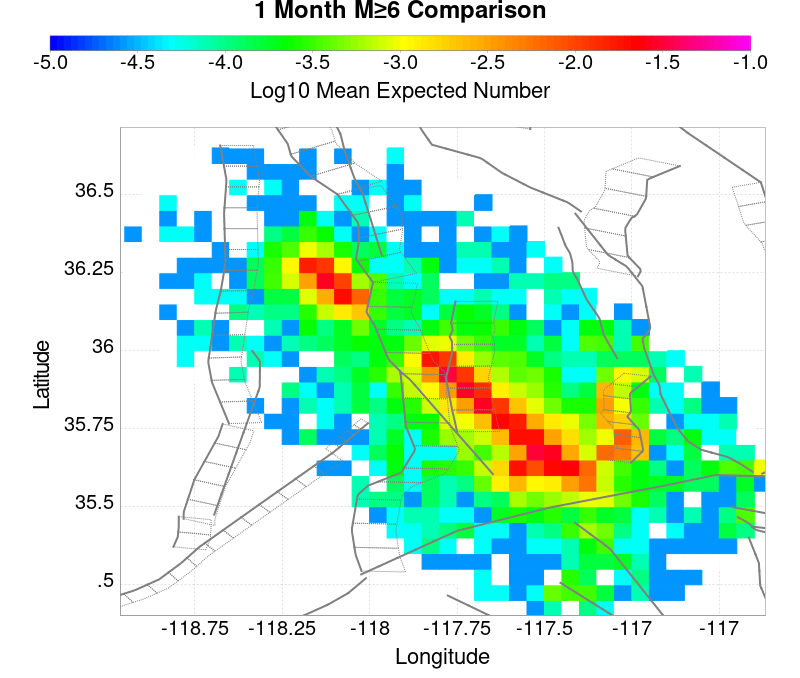 1 Month M≥6 Comparison
-5.0 -4.5 -4.0 -3.5 -3.0 -2.5 -2.0 -1.5 -1.0
Log10 Mean Expected Number
36.5
36.25
36
35.75
35.5
.5
Latitude
-118.75 -118.25 -118 -117.75 -117.5 -117 -117
Longitude